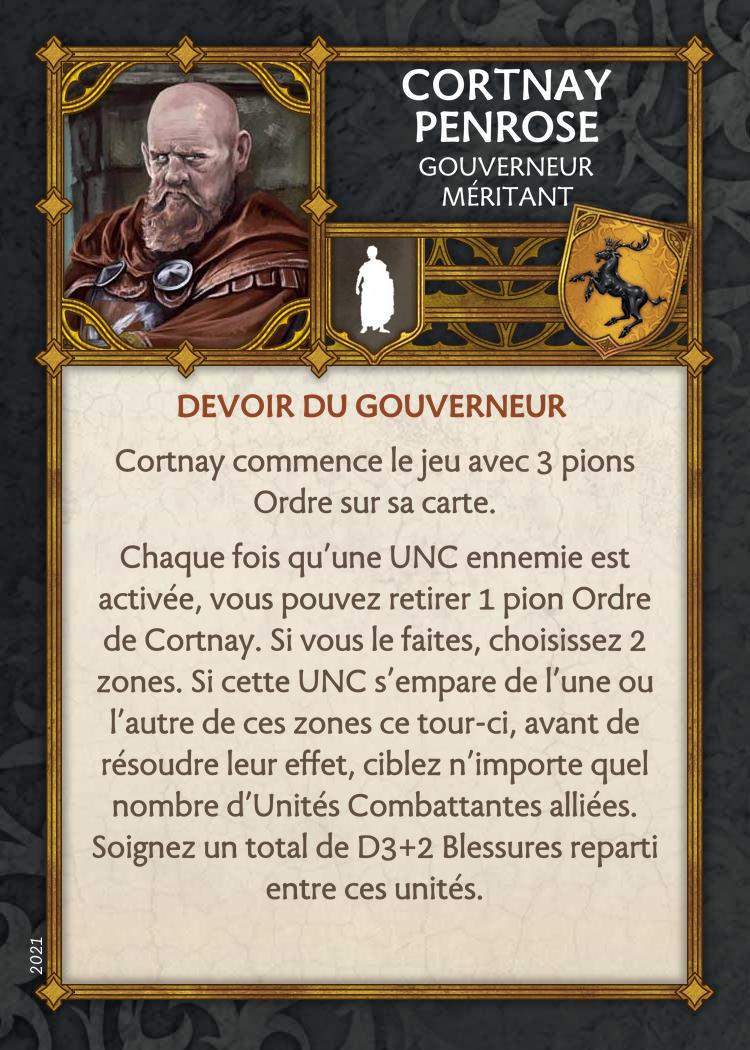 CORTNAY
PENROSE
GOUVERNEUR
MÉRITANT
DEVOIR DU GOUVERNEUR
Cortnay commence le jeu avec 3 pions
Ordre sur sa carte.
Chaque fois qu'une UNC ennemie est
activée, vous pouvez retirer 1 pion Ordre
de Cortnay. Si vous le faites, choisissez 2
zones. Si cette UNC s'empare de l'une ou
l'autre de ces zones ce tour-ci, avant de
résoudre leur effet, ciblez n'importe quel
nombre d'Unités Combattantes alliées.
Soignez un total de D3+2 Blessures reparti
entre ces unités.
2021